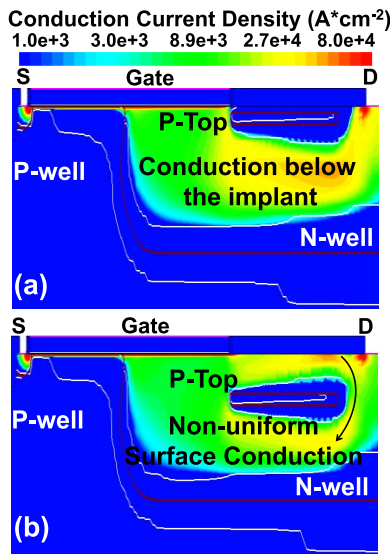 Conduction Current Density (A*cm⁻²)
1.0e+3 3.0e+3 8.9e+3 2.7e+4 8.0e+4
S Gate D
P-Top
P-well
Conduction below
the implant
N-well
(a)
S Gate D
P-Top
P-well
Non-uniform
Surface Conduction
N-well
(b)